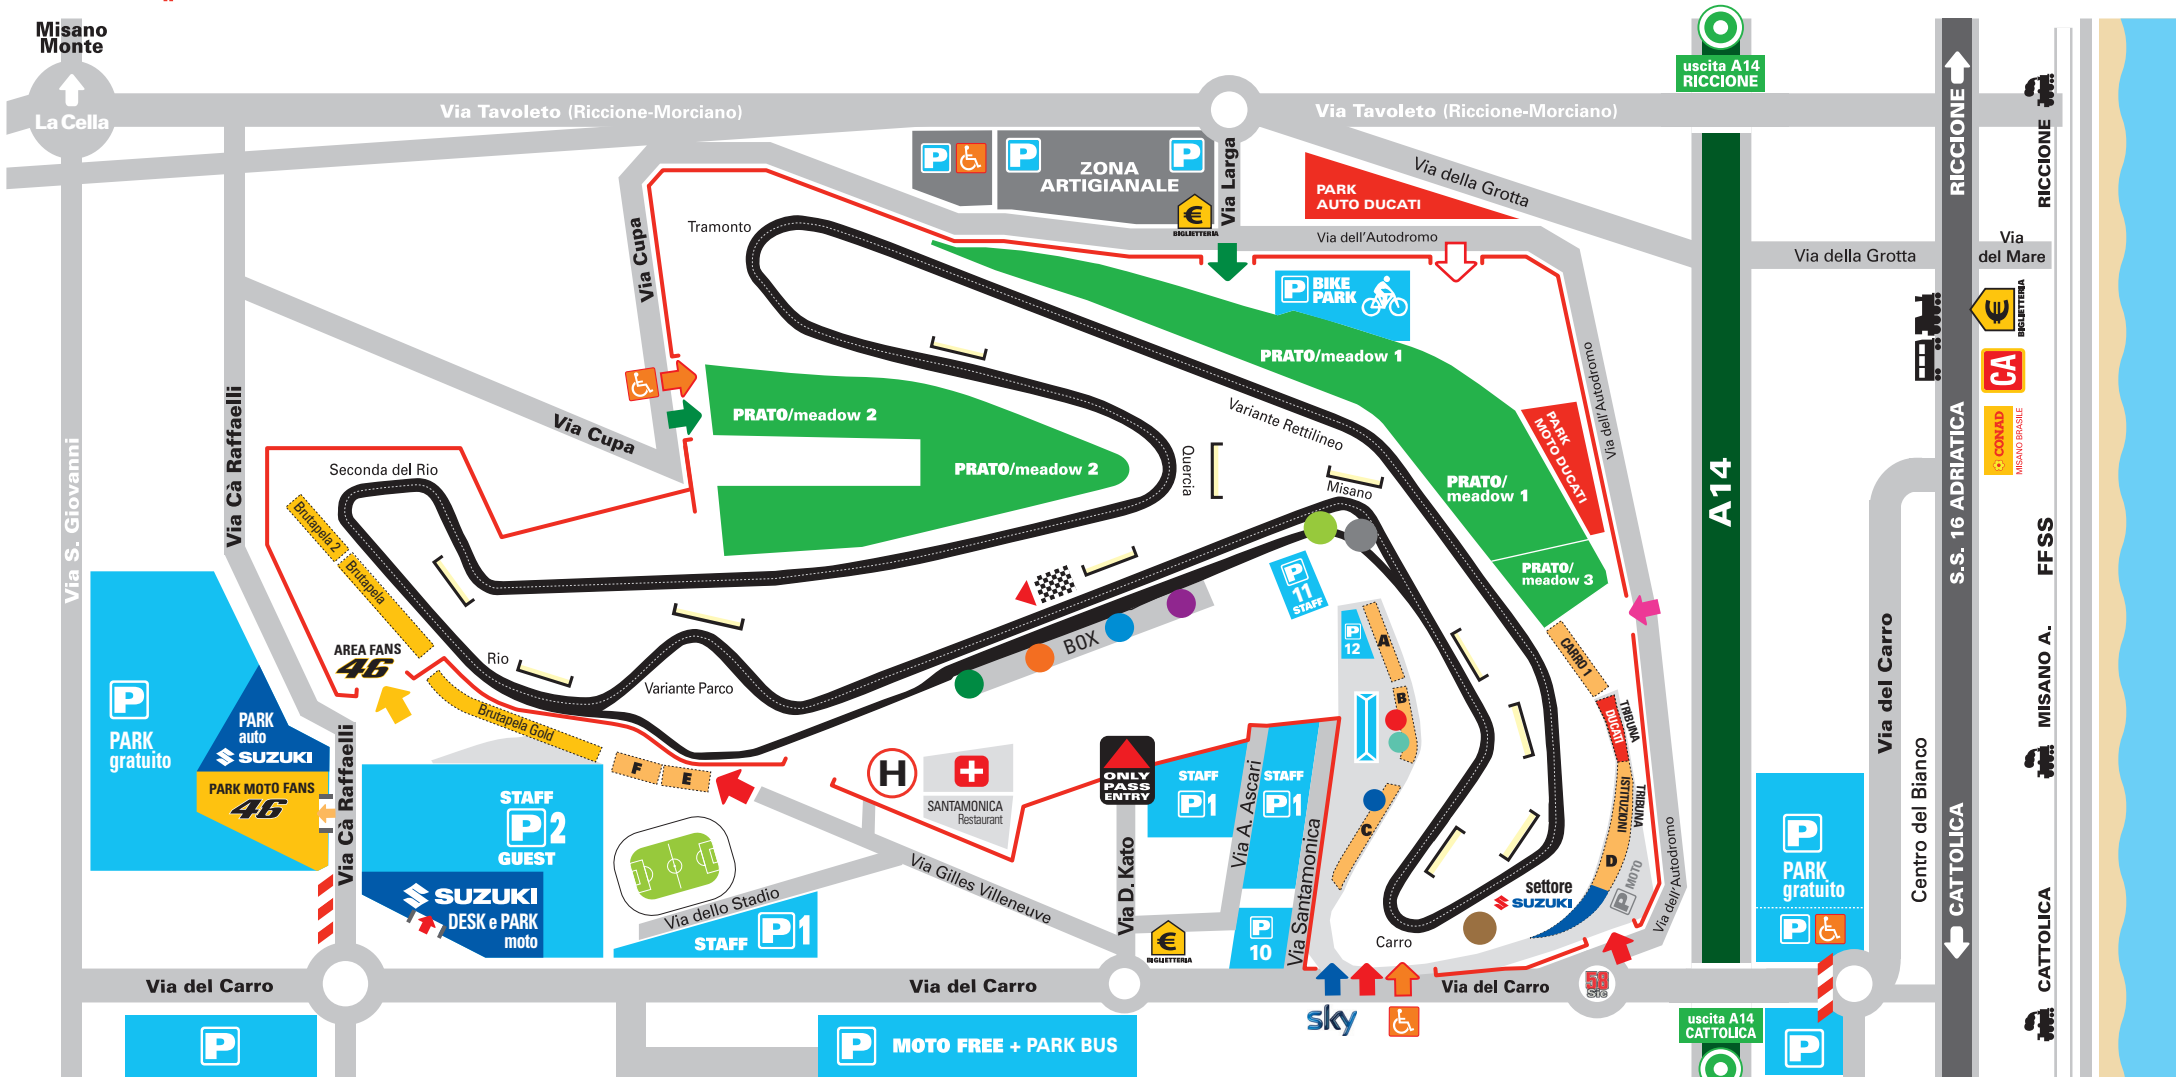 Misano
Monte
La Cella
Via Tavoleto (Riccione-Morciano)
Via Tavoleto (Riccione-Morciano)
uscita A14
RICCIONE
RICCIONE
RICCIONE
P
P
P
ZONA
ARTIGIANALE
€
BIGLIETTERIA
Via Larga
PARK
AUTO DUCATI
Via della Grotta
Via dell'Autodromo
Via della Grotta
Via
del Mare
Tramonto
Via Cupa
P BIKE
PARK
PRATO/meadow 1
€
BIGLIETTERIA
CA
CONAD
MISANO BRASILE
Via dell'Autodromo
Via Cà Raffaelli
Via Cupa
PRATO/meadow 2
PRATO/meadow 2
Variante Rettilineo
PARK
MOTO DUCATI
Quercia
Misano
PRATO/
meadow 1
A14
S.S. 16 ADRIATICA
FFSS
Via S. Giovanni
Seconda del Rio
Brutapela 2
Brutapela
PRATO/
meadow 3
P
11
STAFF
BOX
P
12
A
B
C
CARRO 1
TRIBUNA
DUCATI
TRIBUNA
ISTITUZIONI
D
AREA FANS
46
Rio
Variante Parco
Brutapela Gold
F
E
P
PARK
gratuito
PARK
auto
SUZUKI
PARK MOTO FANS
46
Via Cà Raffaelli
STAFF
P2
GUEST
SUZUKI
DESK e PARK
moto
H
SANTAMONICA
Restaurant
ONLY
PASS
ENTRY
STAFF
P1
STAFF
P1
Via A. Ascari
Via Santamonica
Via D. Kato
Via Gilles Villeneuve
Via dello Stadio
STAFF P1
€
BIGLIETTERIA
P
10
Carro
settore
SUZUKI
P MOTO
Via dell'Autodromo
P
PARK
gratuito
P
Via del Carro
Centro del Bianco
MISANO A.
CATTOLICA
CATTOLICA
Via del Carro
Via del Carro
Via del Carro
58
Sic
sky
P
P MOTO FREE + PARK BUS
uscita A14
CATTOLICA
P